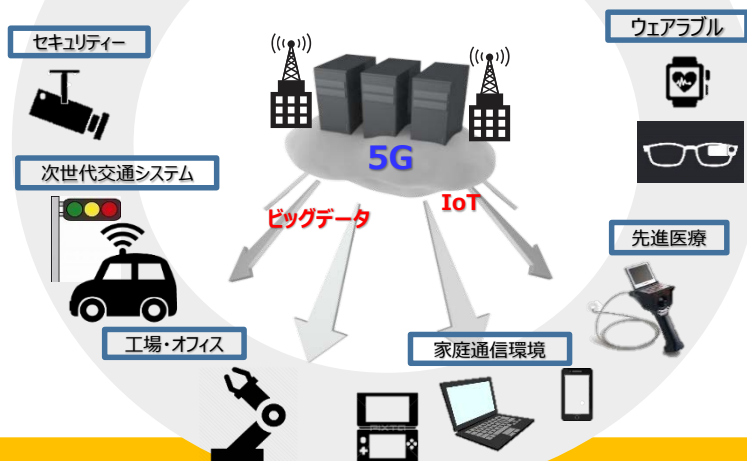 セキュリティー
ウェアラブル
5G
次世代交通システム
ビッグデータ
IoT
先進医療
工場・オフィス
家庭通信環境